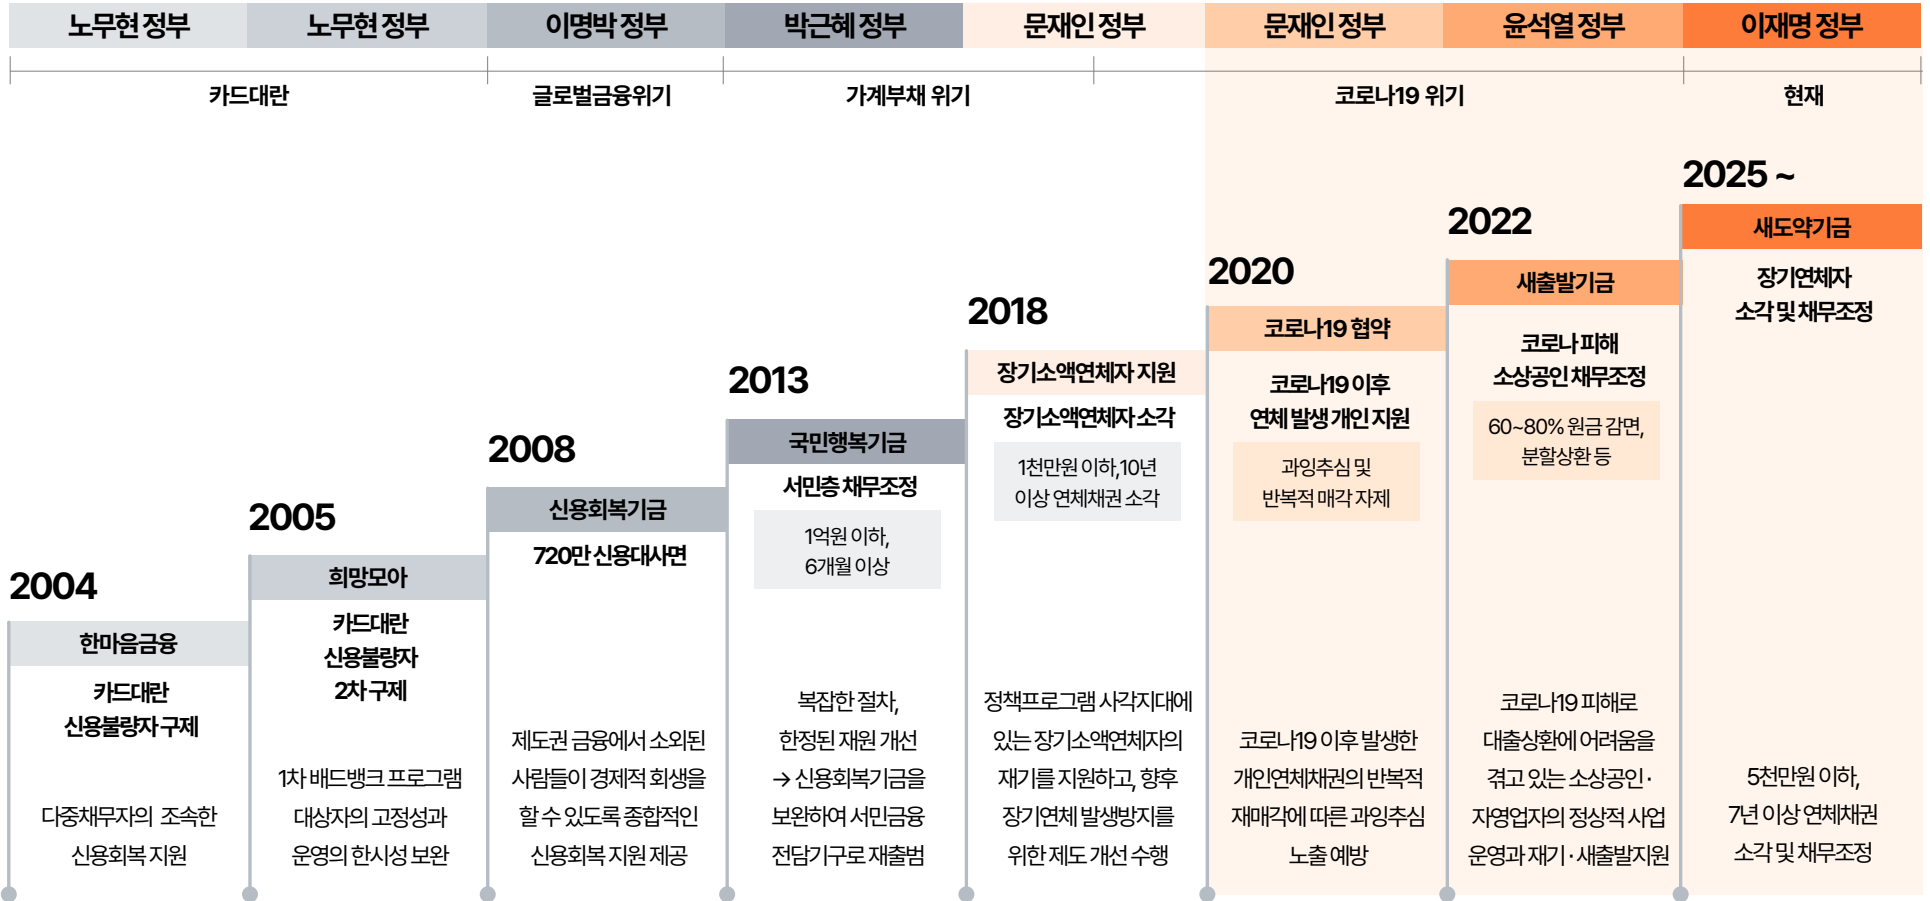 노무현 정부
노무현 정부
이명박 정부
박근혜 정부
문재인 정부
문재인 정부
윤석열 정부
이재명 정부
카드대란
글로벌금융위기
가계부채 위기
코로나19 위기
현재
2004
한마음금융
카드대란
신용불량자 구제
다중채무자의 조속한
신용회복 지원
2005
희망모아
카드대란
신용불량자
2차 구제
1차 배드뱅크 프로그램
대상자의 고정성과
운영의 한시성 보완
2008
신용회복기금
720만 신용대사면
제도권 금융에서 소외된
사람들이 경제적 회생을
할 수 있도록 종합적인
신용회복 지원 제공
2013
국민행복기금
서민층 채무조정
1억원 이하,
6개월 이상
복잡한 절차,
한정된 재원 개선
→ 신용회복기금을
보완하여 서민금융
전담기구로 재출범
2018
장기소액연체자 지원
장기소액연체자 소각
1천만원 이하,10년
이상 연체채권 소각
정책프로그램 사각지대에
있는 장기소액연체자의
재기를 지원하고, 향후
장기연체 발생방지를
위한 제도 개선 수행
2020
코로나19 협약
코로나19 이후
연체 발생 개인 지원
과잉추심 및
반복적 매각 자제
코로나19 이후 발생한
개인연체채권의 반복적
재매각에 따른 과잉추심
노출 예방
2022
새출발기금
코로나 피해
소상공인 채무조정
60~80% 원금 감면,
분할상환 등
코로나19 피해로
대출상환에 어려움을
겪고 있는 소상공인·
자영업자의 정상적 사업
운영과 재기·새출발지원
2025 ~
새도약기금
장기연체자
소각 및 채무조정
5천만원 이하,
7년 이상 연체채권
소각 및 채무조정